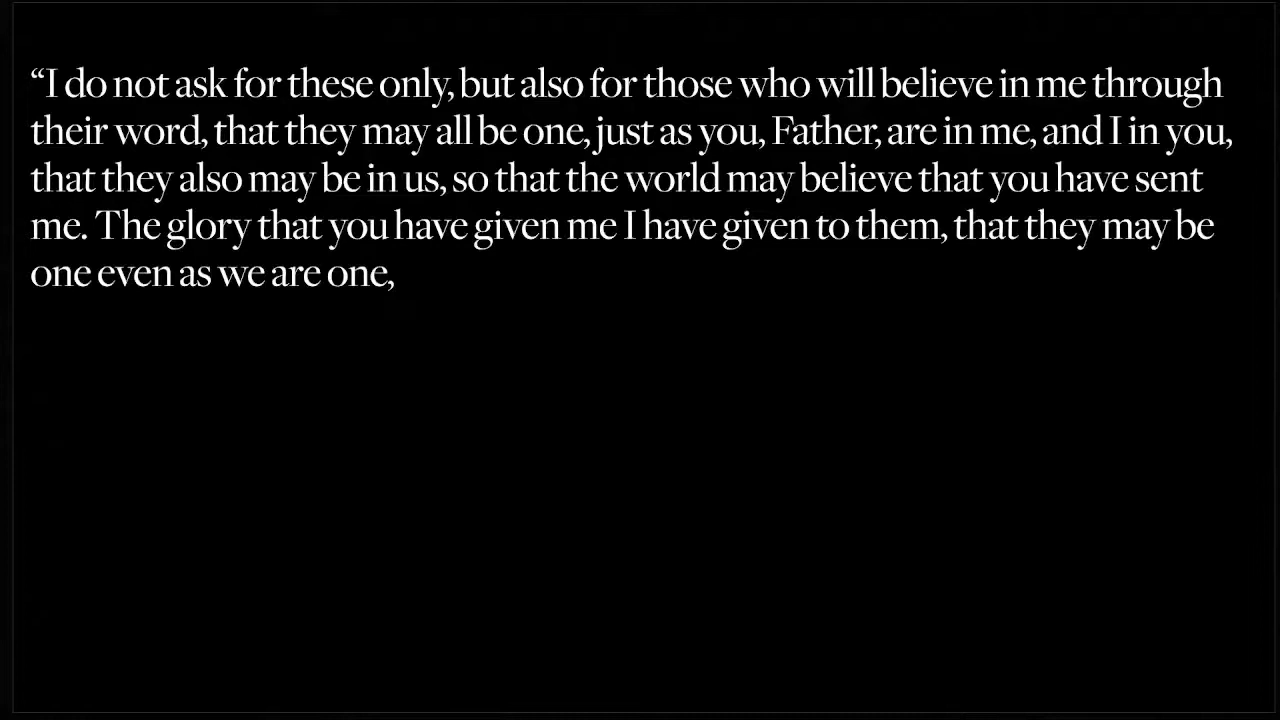 “I do not ask for these only, but also for those who will believe in me through
their word, that they may all be one, just as you, Father, are in me, and I in you,
that they also may be in us, so that the world may believe that you have sent
me. The glory that you have given me I have given to them, that they may be
one even as we are one,